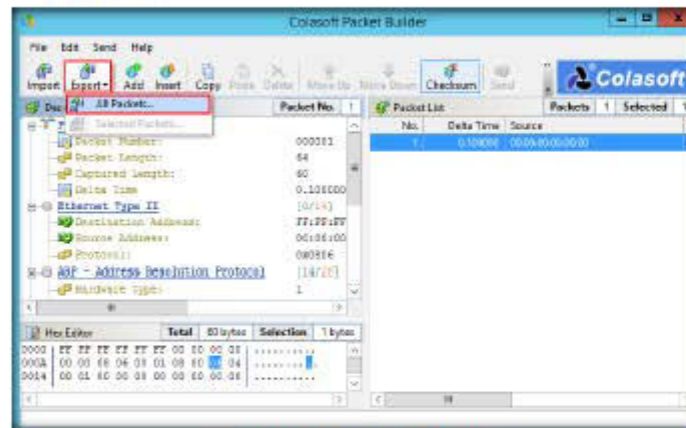 Colasoft Packet Builder
File Edit Send Help
Import Export Add Insert Copy Paste Delete Move Up Move Down Checksum Send
Colasoft
All Packets...
Selected Packets...
Packet No. 1
Packet Number: 000001
Packet Length: 64
Captured Length: 60
Delta Time 0.100000
Ethernet Type II [0/14]
Destination Address: FF:FF:FF
Source Address: 00:00:00
Protocol: 0x0806
ARP - Address Resolution Protocol [14/28]
Hardware type: 1
Packet List Packets 1 Selected 1
No. Delta Time Source
1 0.100000 00:00:00:00:00:00
Hex Editor Total 60 bytes Selection 1 bytes
0000 FF FF FF FF FF FF 00 00 00 00
000A 00 00 08 06 00 01 08 00 06 04
0014 00 01 00 00 00 00 00 00 00 00